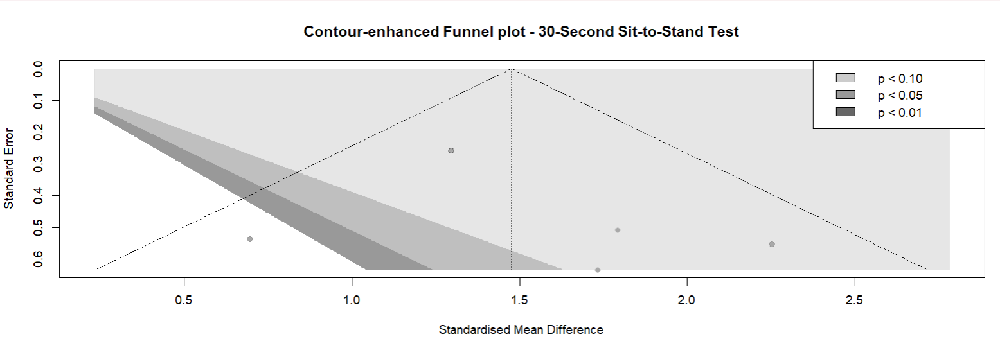 Contour-enhanced Funnel plot - 30-Second Sit-to-Stand Test
p < 0.10
p < 0.05
p < 0.01
Standard Error
0.0
0.1
0.2
0.3
0.4
0.5
0.6
0.5 1.0 1.5 2.0 2.5
Standardised Mean Difference